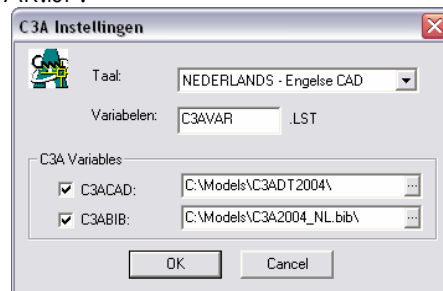 C3A Instellingen
Taal: NEDERLANDS - Engelse CAD
Variabelen: C3AVAR .LST
C3A Variables
C3ACAD: C:\Models\C3ADT2004\ ...
C3ABIB: C:\Models\C3A2004_NL.bib\ ...
OK Cancel